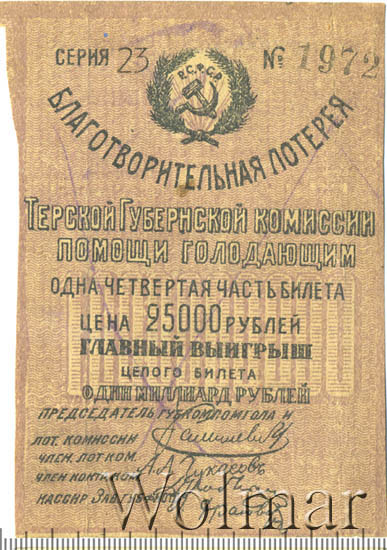 СЕРИЯ 23 № 1972
Р.С.Ф.С.Р.
БЛАГОТВОРИТЕЛЬНАЯ ЛОТЕРЕЯ
ТЕРСКОЙ ГУБЕРНСКОЙ КОМИССИИ
ПОМОЩИ ГОЛОДАЮЩИМ
ОДНА ЧЕТВЕРТАЯ ЧАСТЬ БИЛЕТА
ЦЕНА 25000 РУБЛЕЙ
ГЛАВНЫЙ ВЫИГРЫШ
ЦЕЛОГО БИЛЕТА
ОДИН МИЛЛИАРД РУБЛЕЙ
ПРЕДСЕДАТЕЛЬ ГУБКОМПОМГОЛА И
ЛОТ. КОМИССИИ
ЧЛЕН. ЛОТ КОМ.
ЧЛЕН КОНТ. КОМ.
КАССИР
Wolmar